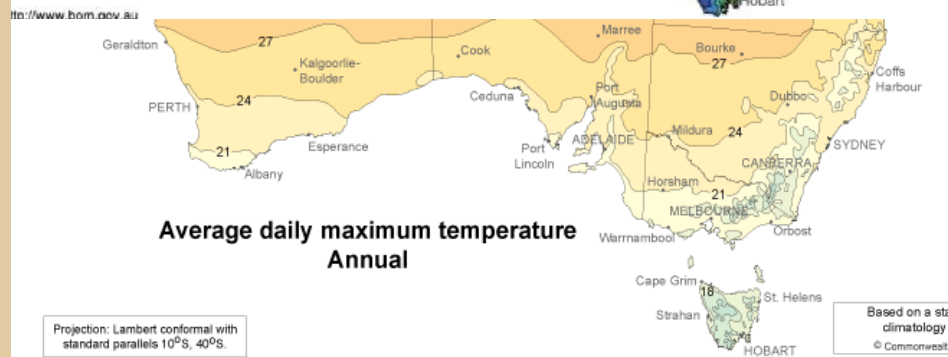 http://www.bom.gov.au
Hobart
Geraldton
27
Cook
Marree
Bourke
27
Kalgoorlie-
Boulder
Coffs
Harbour
PERTH
24
Ceduna
Port
Augusta
Dubbo
Mildura
24
ADELAIDE
SYDNEY
21
Esperance
Port
Lincoln
CANBERRA
Albany
Horsham
21
MELBOURNE
Warrnambool
Orbost
Average daily maximum temperature
Annual
Cape Grim
18
St. Helens
Strahan
HOBART
Projection: Lambert conformal with
standard parallels 10°S, 40°S.
Based on a
climatology
©